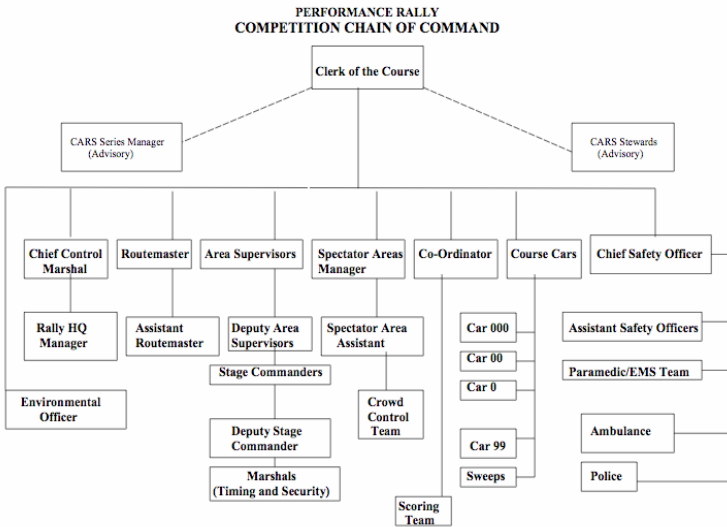 PERFORMANCE RALLY
COMPETITION CHAIN OF COMMAND
Clerk of the Course
CARS Series Manager
(Advisory)
CARS Stewards
(Advisory)
Chief Control
Marshal
Routemaster
Area Supervisors
Spectator Areas
Manager
Co-Ordinator
Course Cars
Chief Safety Officer
Rally HQ
Manager
Assistant
Routemaster
Deputy Area
Supervisors
Spectator Area
Assistant
Car 000
Assistant Safety Officers
Car 00
Stage Commanders
Paramedic/EMS Team
Car 0
Environmental
Officer
Crowd
Control
Team
Deputy Stage
Commander
Car 99
Ambulance
Marshals
(Timing and Security)
Sweeps
Police
Scoring
Team